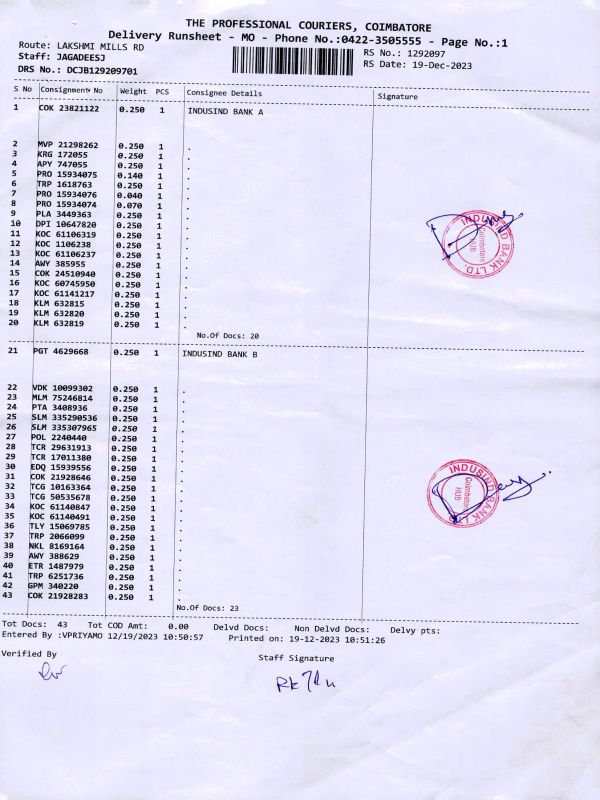 THE PROFESSIONAL COURIERS, COIMBATORE
Delivery Runsheet - MO - Phone No.:0422-3505555 - Page No.:1
Route: LAKSHMI MILLS RD
RS No.: 1292097
Staff: JAGADEESJ
RS Date: 19-Dec-2023
DRS No.: DCJB129209701
S No Consignment No Weight PCS Consignee Details Signature
1 COK 23821122 0.250 1 INDUSIND BANK A
2 MVP 21298262 0.250 1 .
3 KRG 172055 0.250 1 .
4 APY 747055 0.250 1 .
5 PRO 15934075 0.140 1 .
6 TRP 1618763 0.250 1 .
7 PRO 15934076 0.040 1 .
8 PRO 15934074 0.070 1 .
9 PLA 3449363 0.250 1 .
10 DPI 10647820 0.250 1 .
11 KOC 61106319 0.250 1 .
12 KOC 1106238 0.250 1 .
13 KOC 61106237 0.250 1 .
14 AWY 385955 0.250 1 .
15 COK 24510940 0.250 1 .
16 KOC 60745950 0.250 1 .
17 KOC 61141217 0.250 1 .
18 KLM 632815 0.250 1 .
19 KLM 632820 0.250 1 .
20 KLM 632819 0.250 1 .
INDUSIND BANK LTD.
Coimbatore
HUB
No.Of Docs: 20
21 PGT 4629668 0.250 1 INDUSIND BANK B
22 VDK 10099302 0.250 1 .
23 MLM 75246814 0.250 1 .
24 PTA 3408936 0.250 1 .
25 SLM 335290536 0.250 1 .
26 SLM 335307965 0.250 1 .
27 POL 2240440 0.250 1 .
28 TCR 29631913 0.250 1 .
29 TCR 17011380 0.250 1 .
30 EDQ 15939556 0.250 1 .
31 COK 21928646 0.250 1 .
32 TCG 10163364 0.250 1 .
33 TCG 50535678 0.250 1 .
34 KOC 61140847 0.250 1 .
35 KOC 61140491 0.250 1 .
36 TLY 15069785 0.250 1 .
37 TRP 2066099 0.250 1 .
38 NKL 8169164 0.250 1 .
39 AWY 388629 0.250 1 .
40 ETR 1487979 0.250 1 .
41 TRP 6251736 0.250 1 .
42 GPM 340220 0.250 1 .
43 COK 21928283 0.250 1 .
INDUSIND BANK LTD
Coimbatore
HUB
No.Of Docs: 23
Tot Docs: 43 Tot COD Amt: 0.00 Delvd Docs: Non Delvd Docs: Delvy pts:
Entered By :VPRIYAMO 12/19/2023 10:50:57 Printed on: 19-12-2023 10:51:26
Verified By
Staff Signature